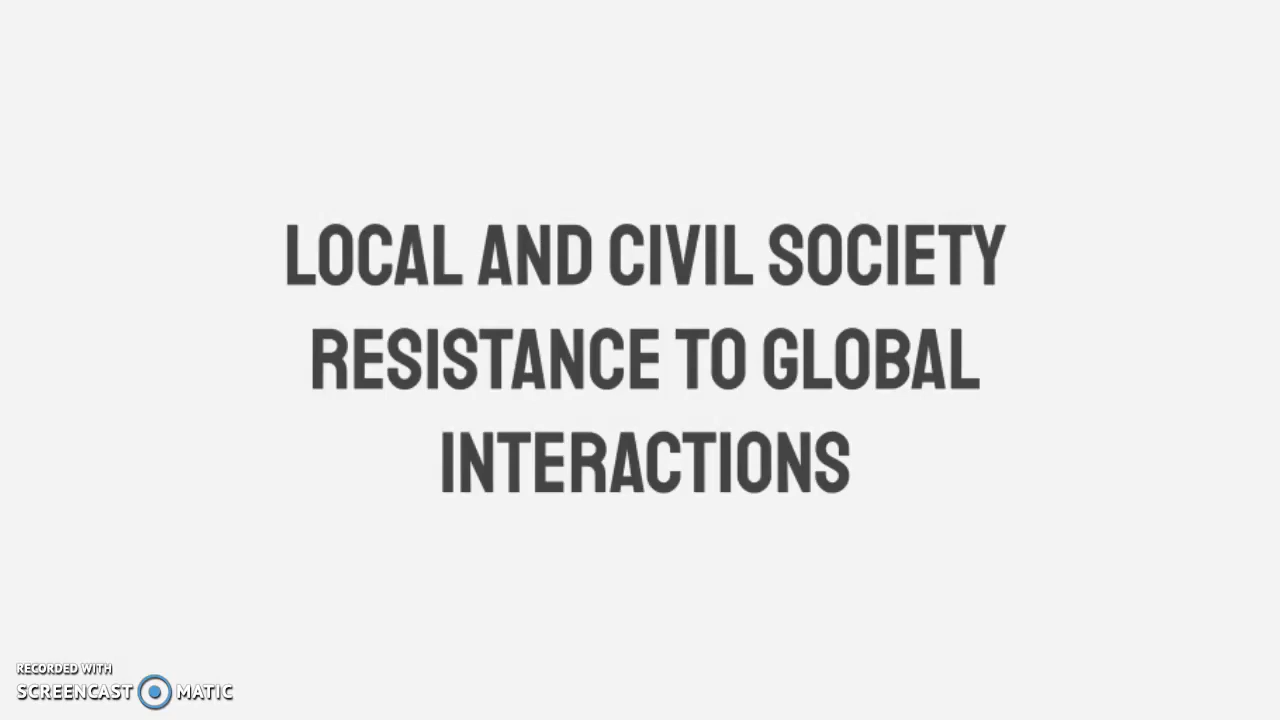 LOCAL AND CIVIL SOCIETY
RESISTANCE TO GLOBAL
INTERACTIONS
RECORDED WITH
SCREENCAST MATIC